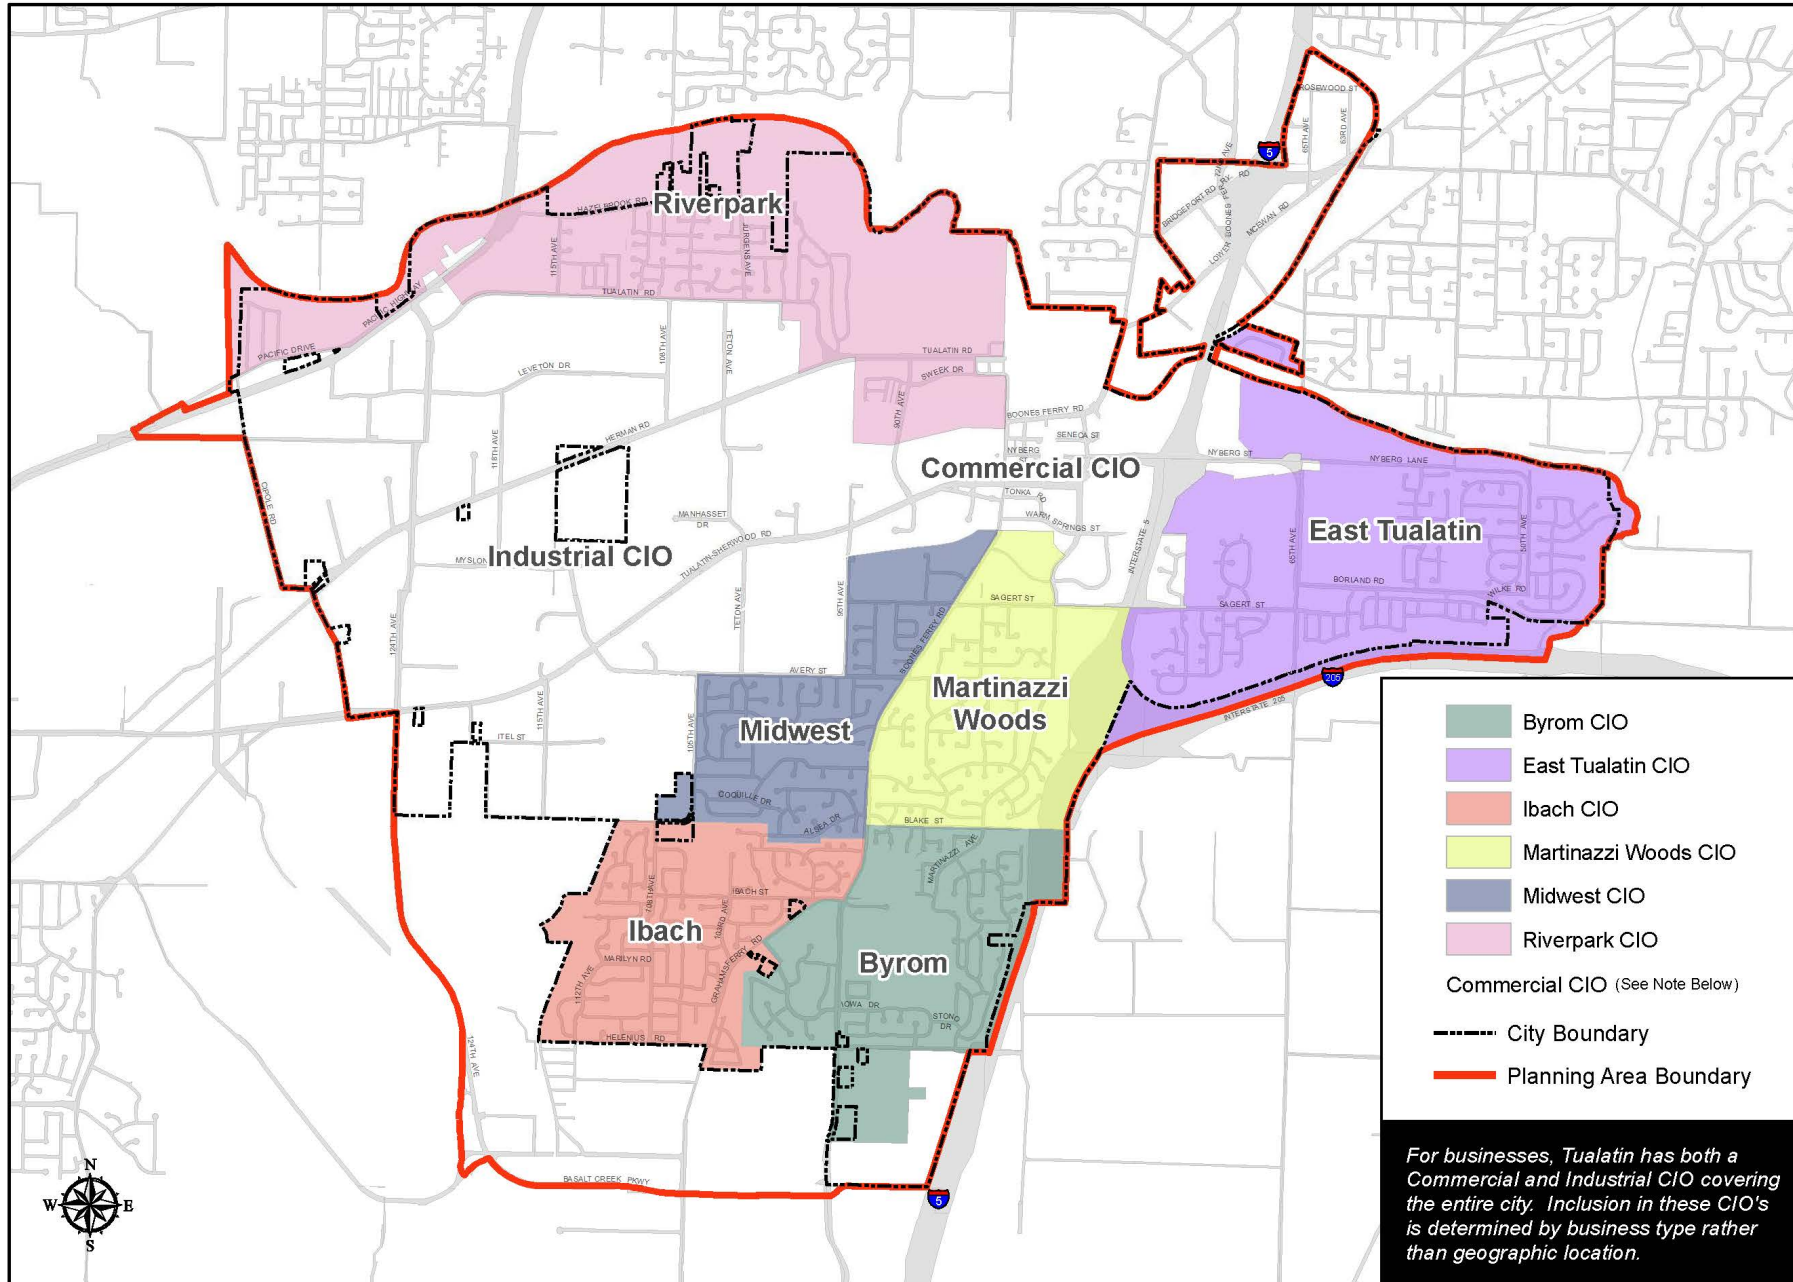 ROSEWOOD ST
65TH AVE
63RD AVE
5
72ND AVE
BRIDGEPORT RD
LOWER BOONES FERRY RD
MCEWAN RD
Riverpark
HAZELBROOK RD
115TH AVE
JURGENS AVE
TUALATIN RD
PACIFIC HIGHWAY
PACIFIC DRIVE
108TH AVE
TETON AVE
LEVETON DR
TUALATIN RD
SWEEK DR
90TH AVE
BOONES FERRY RD
SENECA ST
NYBERG ST
NYBERG ST
NYBERG LANE
HERMAN RD
118TH AVE
Commercial CIO
TONKA RD
WARM SPRINGS ST
CIPOLE RD
MANHASSET DR
TUALATIN-SHERWOOD RD
MYSLON
Industrial CIO
INTERSTATE 5
East Tualatin
65TH AVE
50TH AVE
BORLAND RD
WILKE RD
SAGERT ST
SAGERT ST
TETON AVE
95TH AVE
BOONES FERRY RD
124TH AVE
AVERY ST
Martinazzi
Woods
205
INTERSTATE 205
105TH AVE
Midwest
115TH AVE
ITEL ST
COQUILLE DR
ALSEA DR
BLAKE ST
MARTINAZZI AVE
108TH AVE
IBACH ST
103RD AVE
Ibach
GRAHAMS FERRY RD
MARILYN RD
112TH AVE
Byrom
IOWA DR
STONO DR
HELENIUS RD
124TH AVE
BASALT CREEK PKWY
5
N
W E
S
Byrom CIO
East Tualatin CIO
Ibach CIO
Martinazzi Woods CIO
Midwest CIO
Riverpark CIO
Commercial CIO (See Note Below)
City Boundary
Planning Area Boundary
For businesses, Tualatin has both a
Commercial and Industrial CIO covering
the entire city. Inclusion in these CIO's
is determined by business type rather
than geographic location.